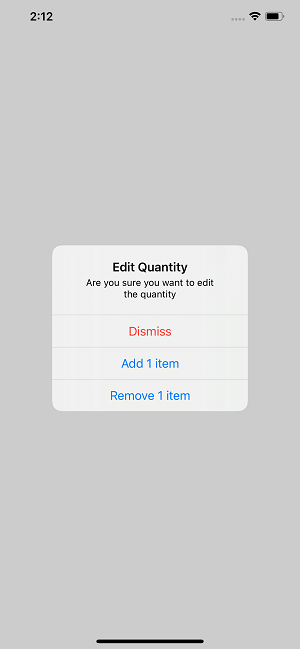 2:12
Edit Quantity
Are you sure you want to edit
the quantity
Dismiss
Add 1 item
Remove 1 item